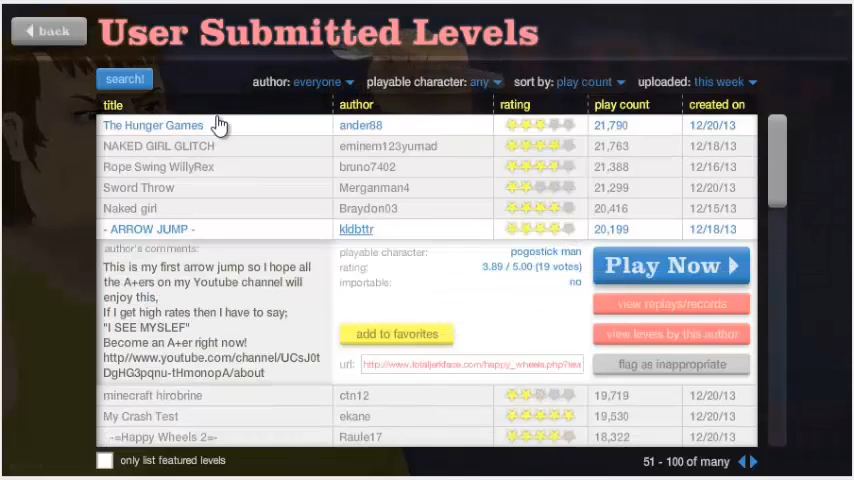 back
User Submitted Levels
search!
author: everyone playable character: any sort by: play count uploaded: this week
title author rating play count created on
The Hunger Games ander88 21,790 12/20/13
NAKED GIRL GLITCH eminem123yumad 21,763 12/18/13
Rope Swing WillyRex bruno7402 21,388 12/16/13
Sword Throw Merganman4 21,299 12/20/13
Naked girl Braydon03 20,416 12/15/13
- ARROW JUMP - kldbttr 20,199 12/18/13
author's comments:
This is my first arrow jump so I hope all
the A+ers on my Youtube channel will
enjoy this,
If I get high rates then I have to say;
"I SEE MYSLEF"
Become an A+er right now!
http//www.youtube.com/channel/UCsJ0t
DgHG3pqnu-tHmonopA/about
playable character: pogostick man
rating: 3.89 / 5.00 (19 votes)
importable: no
add to favorites
url: http://www.totaljerkface.com/happy_wheels.php?
Play Now
view replays/records
view levels by this author
flag as inappropriate
minecraft hirobrine ctn12 19,719 12/20/13
My Crash Test ekane 19,530 12/20/13
-=Happy Wheels 2=- Raule17 18,322 12/20/13
only list featured levels
51 - 100 of many